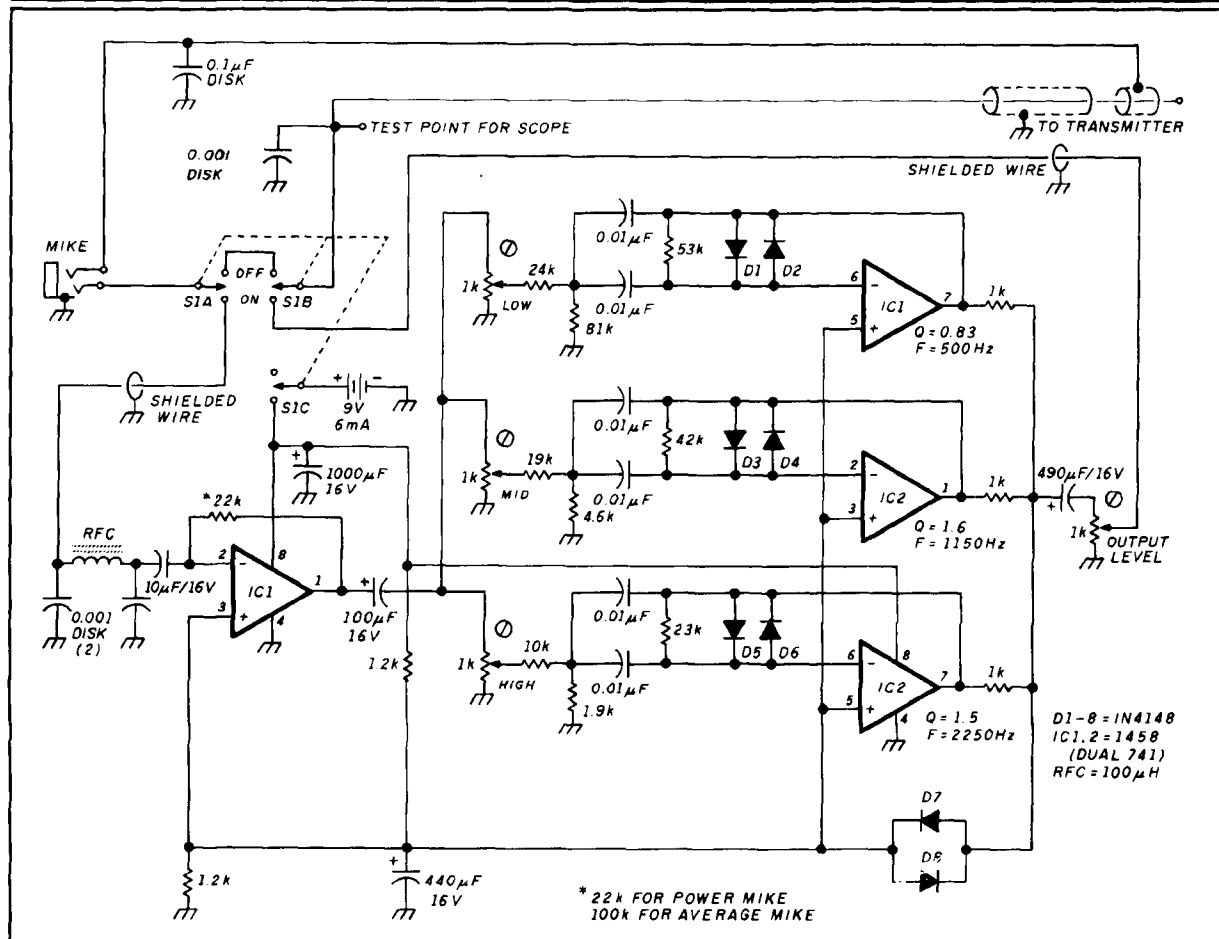 0.1µF
DISK
TO TRANSMITTER
TEST POINT FOR SCOPE
0.001
DISK
SHIELDED WIRE
MIKE
OFF
S1A
ON
S1B
SHIELDED
WIRE
S1C
+
-
9V
6mA
+
1000µF
16V
*22k
RFC
10µF/16V
0.001
DISK
(2)
2
-
3
+
IC1
8
1
4
+
100µF
16V
1.2k
1.2k
+
440µF
16V
1k
LOW
24k
81k
0.01µF
0.01µF
53k
D1
D2
6
-
5
+
IC1
7
1k
Q=0.83
F=500Hz
1k
MID
19k
4.6k
0.01µF
0.01µF
42k
D3
D4
2
-
3
+
IC2
1
1k
Q=1.6
F=1150Hz
490µF/16V
+
1k
OUTPUT
LEVEL
1k
HIGH
10k
1.9k
0.01µF
0.01µF
23k
D5
D6
6
-
5
+
IC2
8
7
4
1k
Q=1.5
F=2250Hz
D1-8=1N4148
IC1,2=1458
(DUAL 741)
RFC=100µH
D7
D8
*22k FOR POWER MIKE
100k FOR AVERAGE MIKE